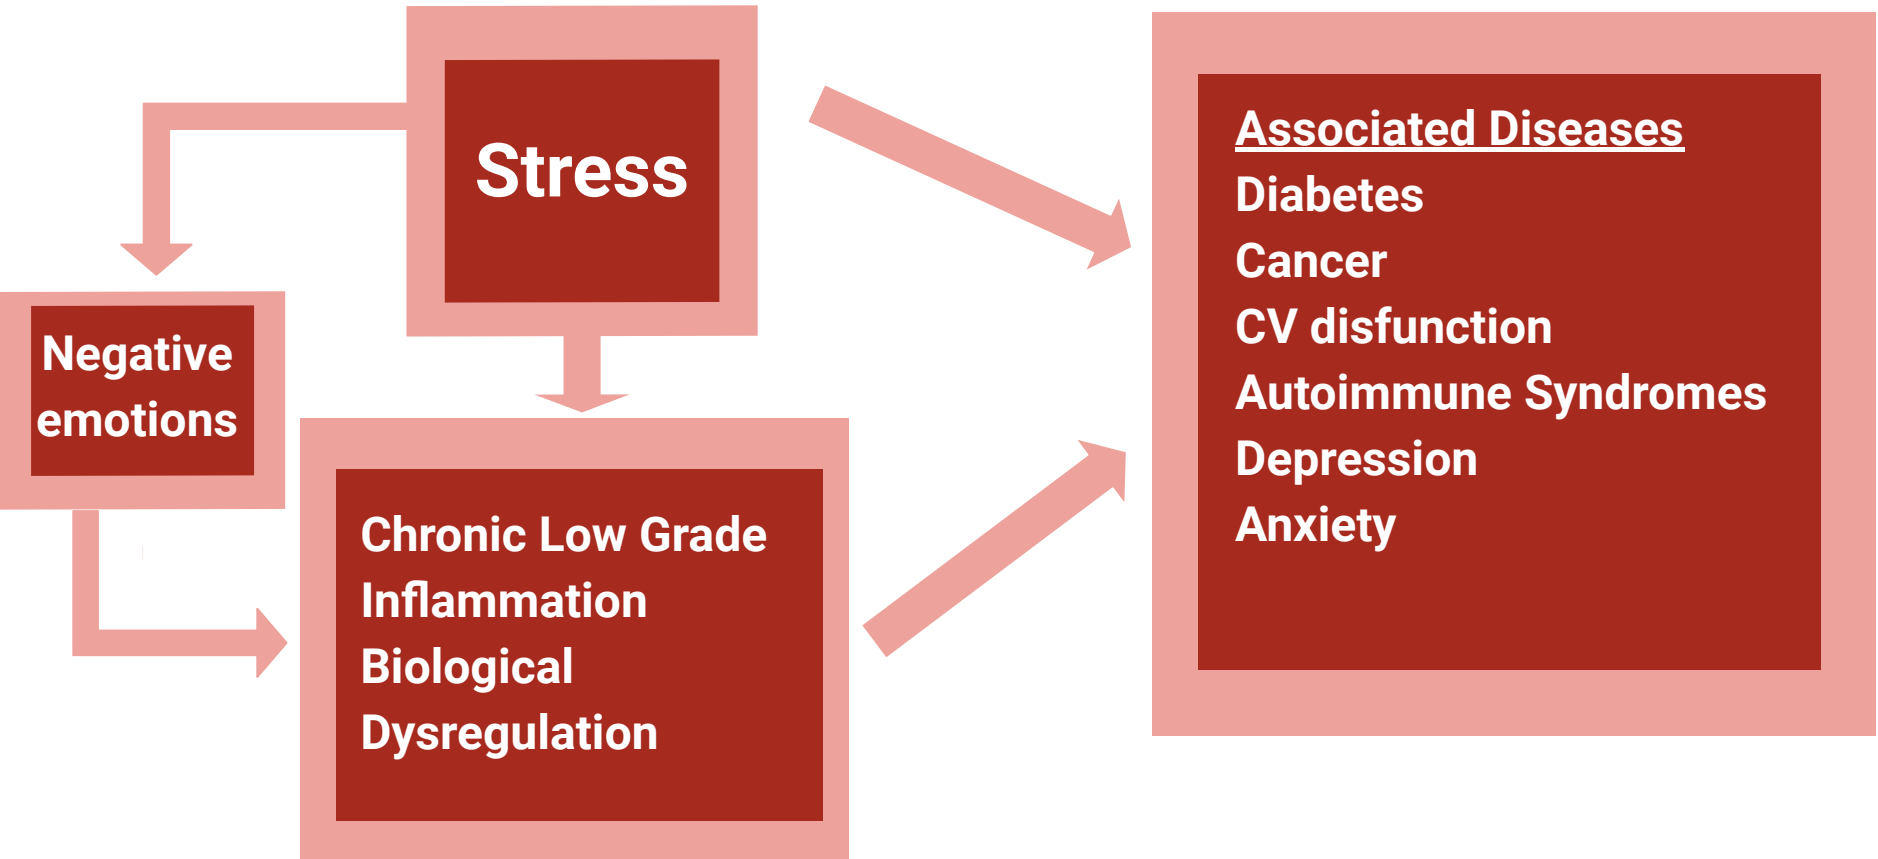 Stress
Negative
emotions
Chronic Low Grade
Inflammation
Biological
Dysregulation
Associated Diseases
Diabetes
Cancer
CV disfunction
Autoimmune Syndromes
Depression
Anxiety